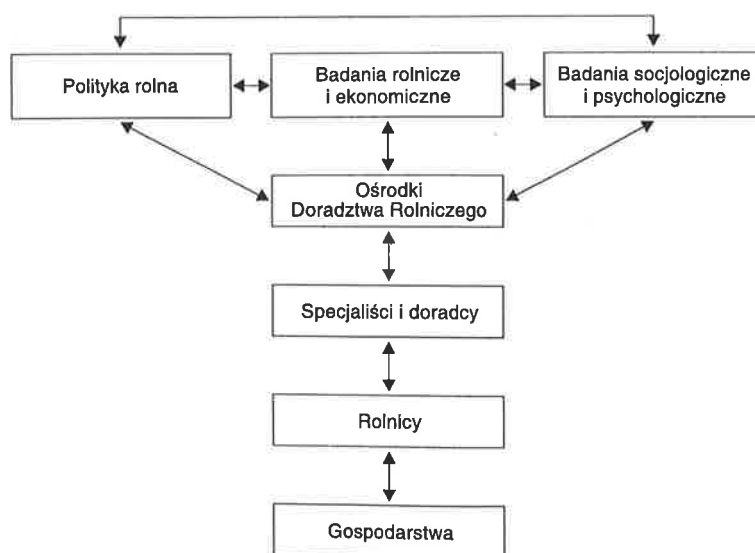 Polityka rolna
Badania rolnicze
i ekonomiczne
Badania socjologiczne
i psychologiczne
Ośrodki
Doradztwa Rolniczego
Specjaliści i doradcy
Rolnicy
Gospodarstwa